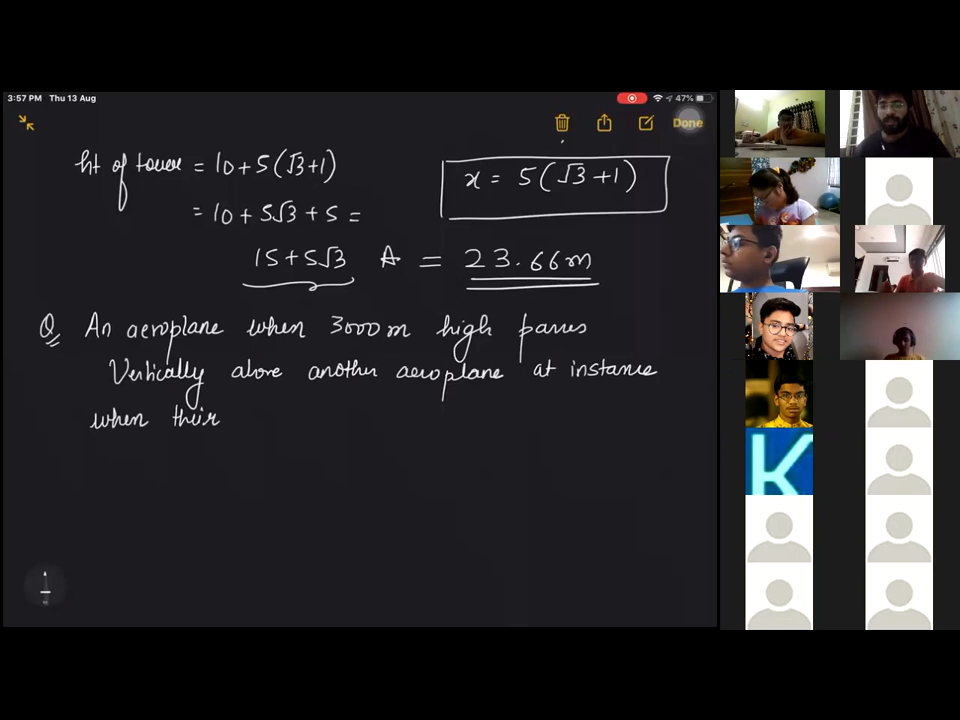 3:57 PM Thu 13 Aug
47%
Done
ht of tower = 10+5(√3+1)
x = 5(√3+1)
= 10+5√3+5 =
15+5√3 A = 23.66m
Q An aeroplane when 3000m high passes
Vertically above another aeroplane at instance
when their
K